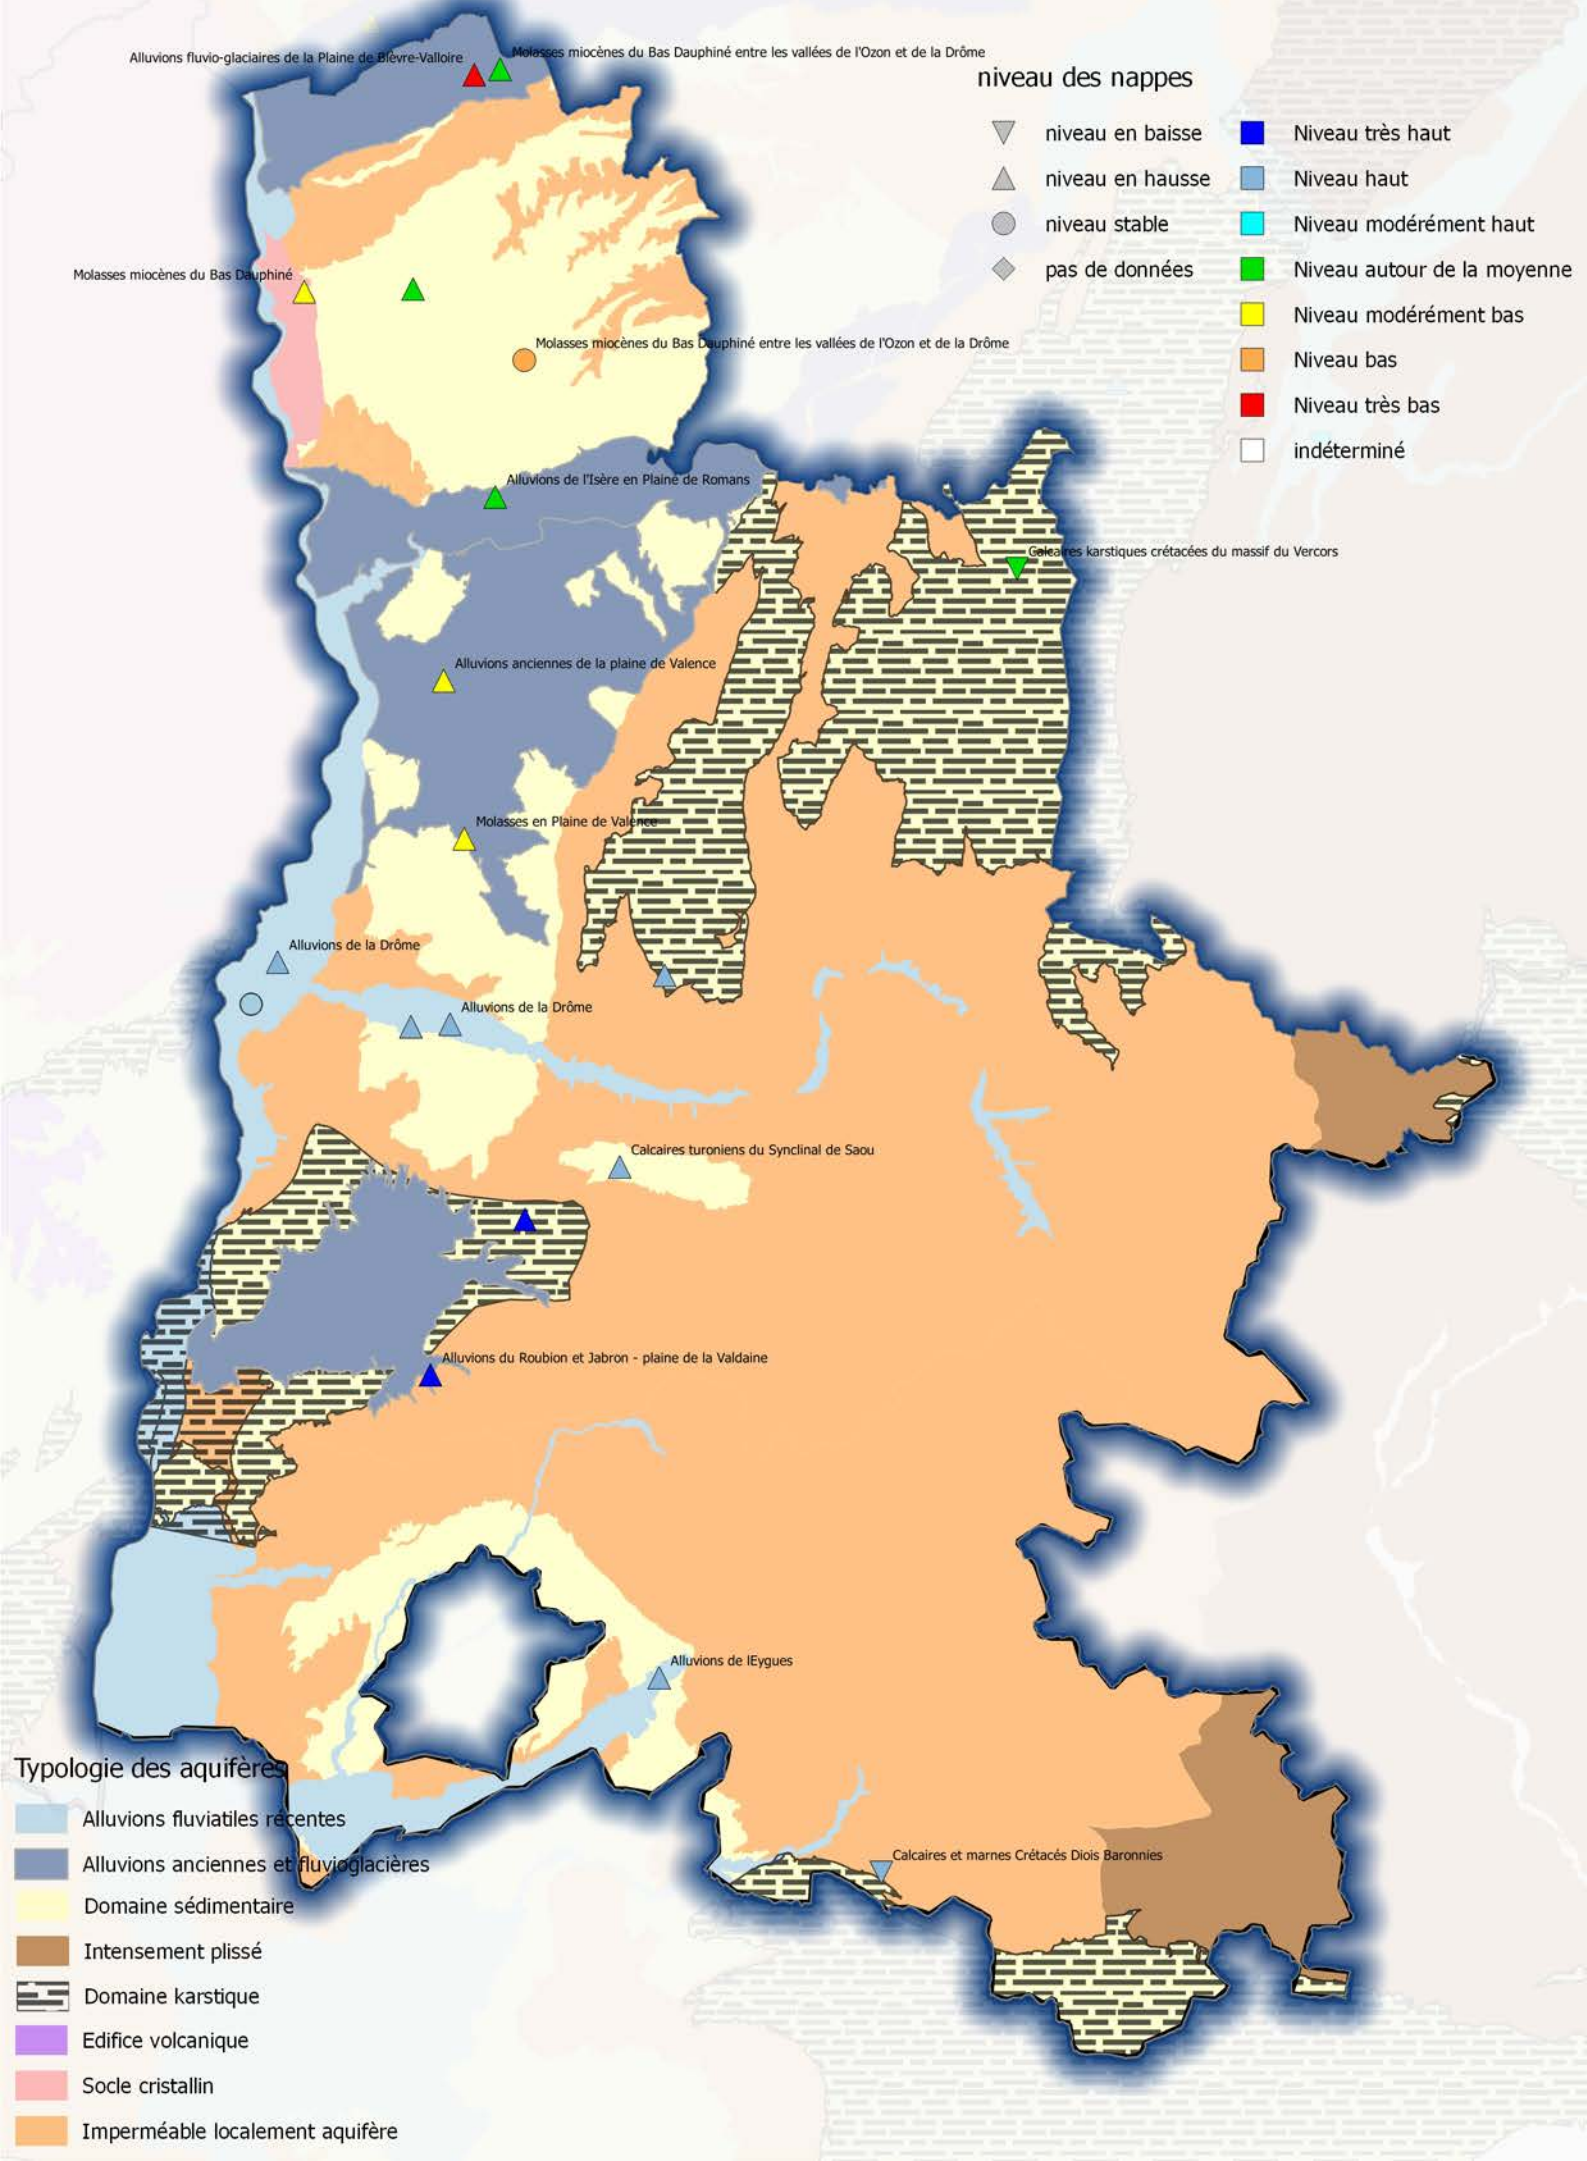 Alluvions fluvio-glaciaires de la Plaine de Bièvre-Valloire
Molasses miocènes du Bas Dauphiné entre les vallées de l'Ozon et de la Drôme
niveau des nappes
niveau en baisse
Niveau très haut
niveau en hausse
Niveau haut
niveau stable
Niveau modérément haut
pas de données
Niveau autour de la moyenne
Niveau modérément bas
Niveau bas
Niveau très bas
indéterminé
Molasses miocènes du Bas Dauphiné
Molasses miocènes du Bas Dauphiné entre les vallées de l'Ozon et de la Drôme
Alluvions de l'Isère en Plaine de Romans
Calcaires karstiques crétacées du massif du Vercors
Alluvions anciennes de la plaine de Valence
Molasses en Plaine de Valence
Alluvions de la Drôme
Alluvions de la Drôme
Calcaires turoniens du Synclinal de Saou
Alluvions du Roubion et Jabron - plaine de la Valdaine
Alluvions de lEygues
Calcaires et marnes Crétacés Diois Baronnies
Typologie des aquifères
Alluvions fluviatiles récentes
Alluvions anciennes et fluvioglacières
Domaine sédimentaire
Intensement plissé
Domaine karstique
Edifice volcanique
Socle cristallin
Imperméable localement aquifère